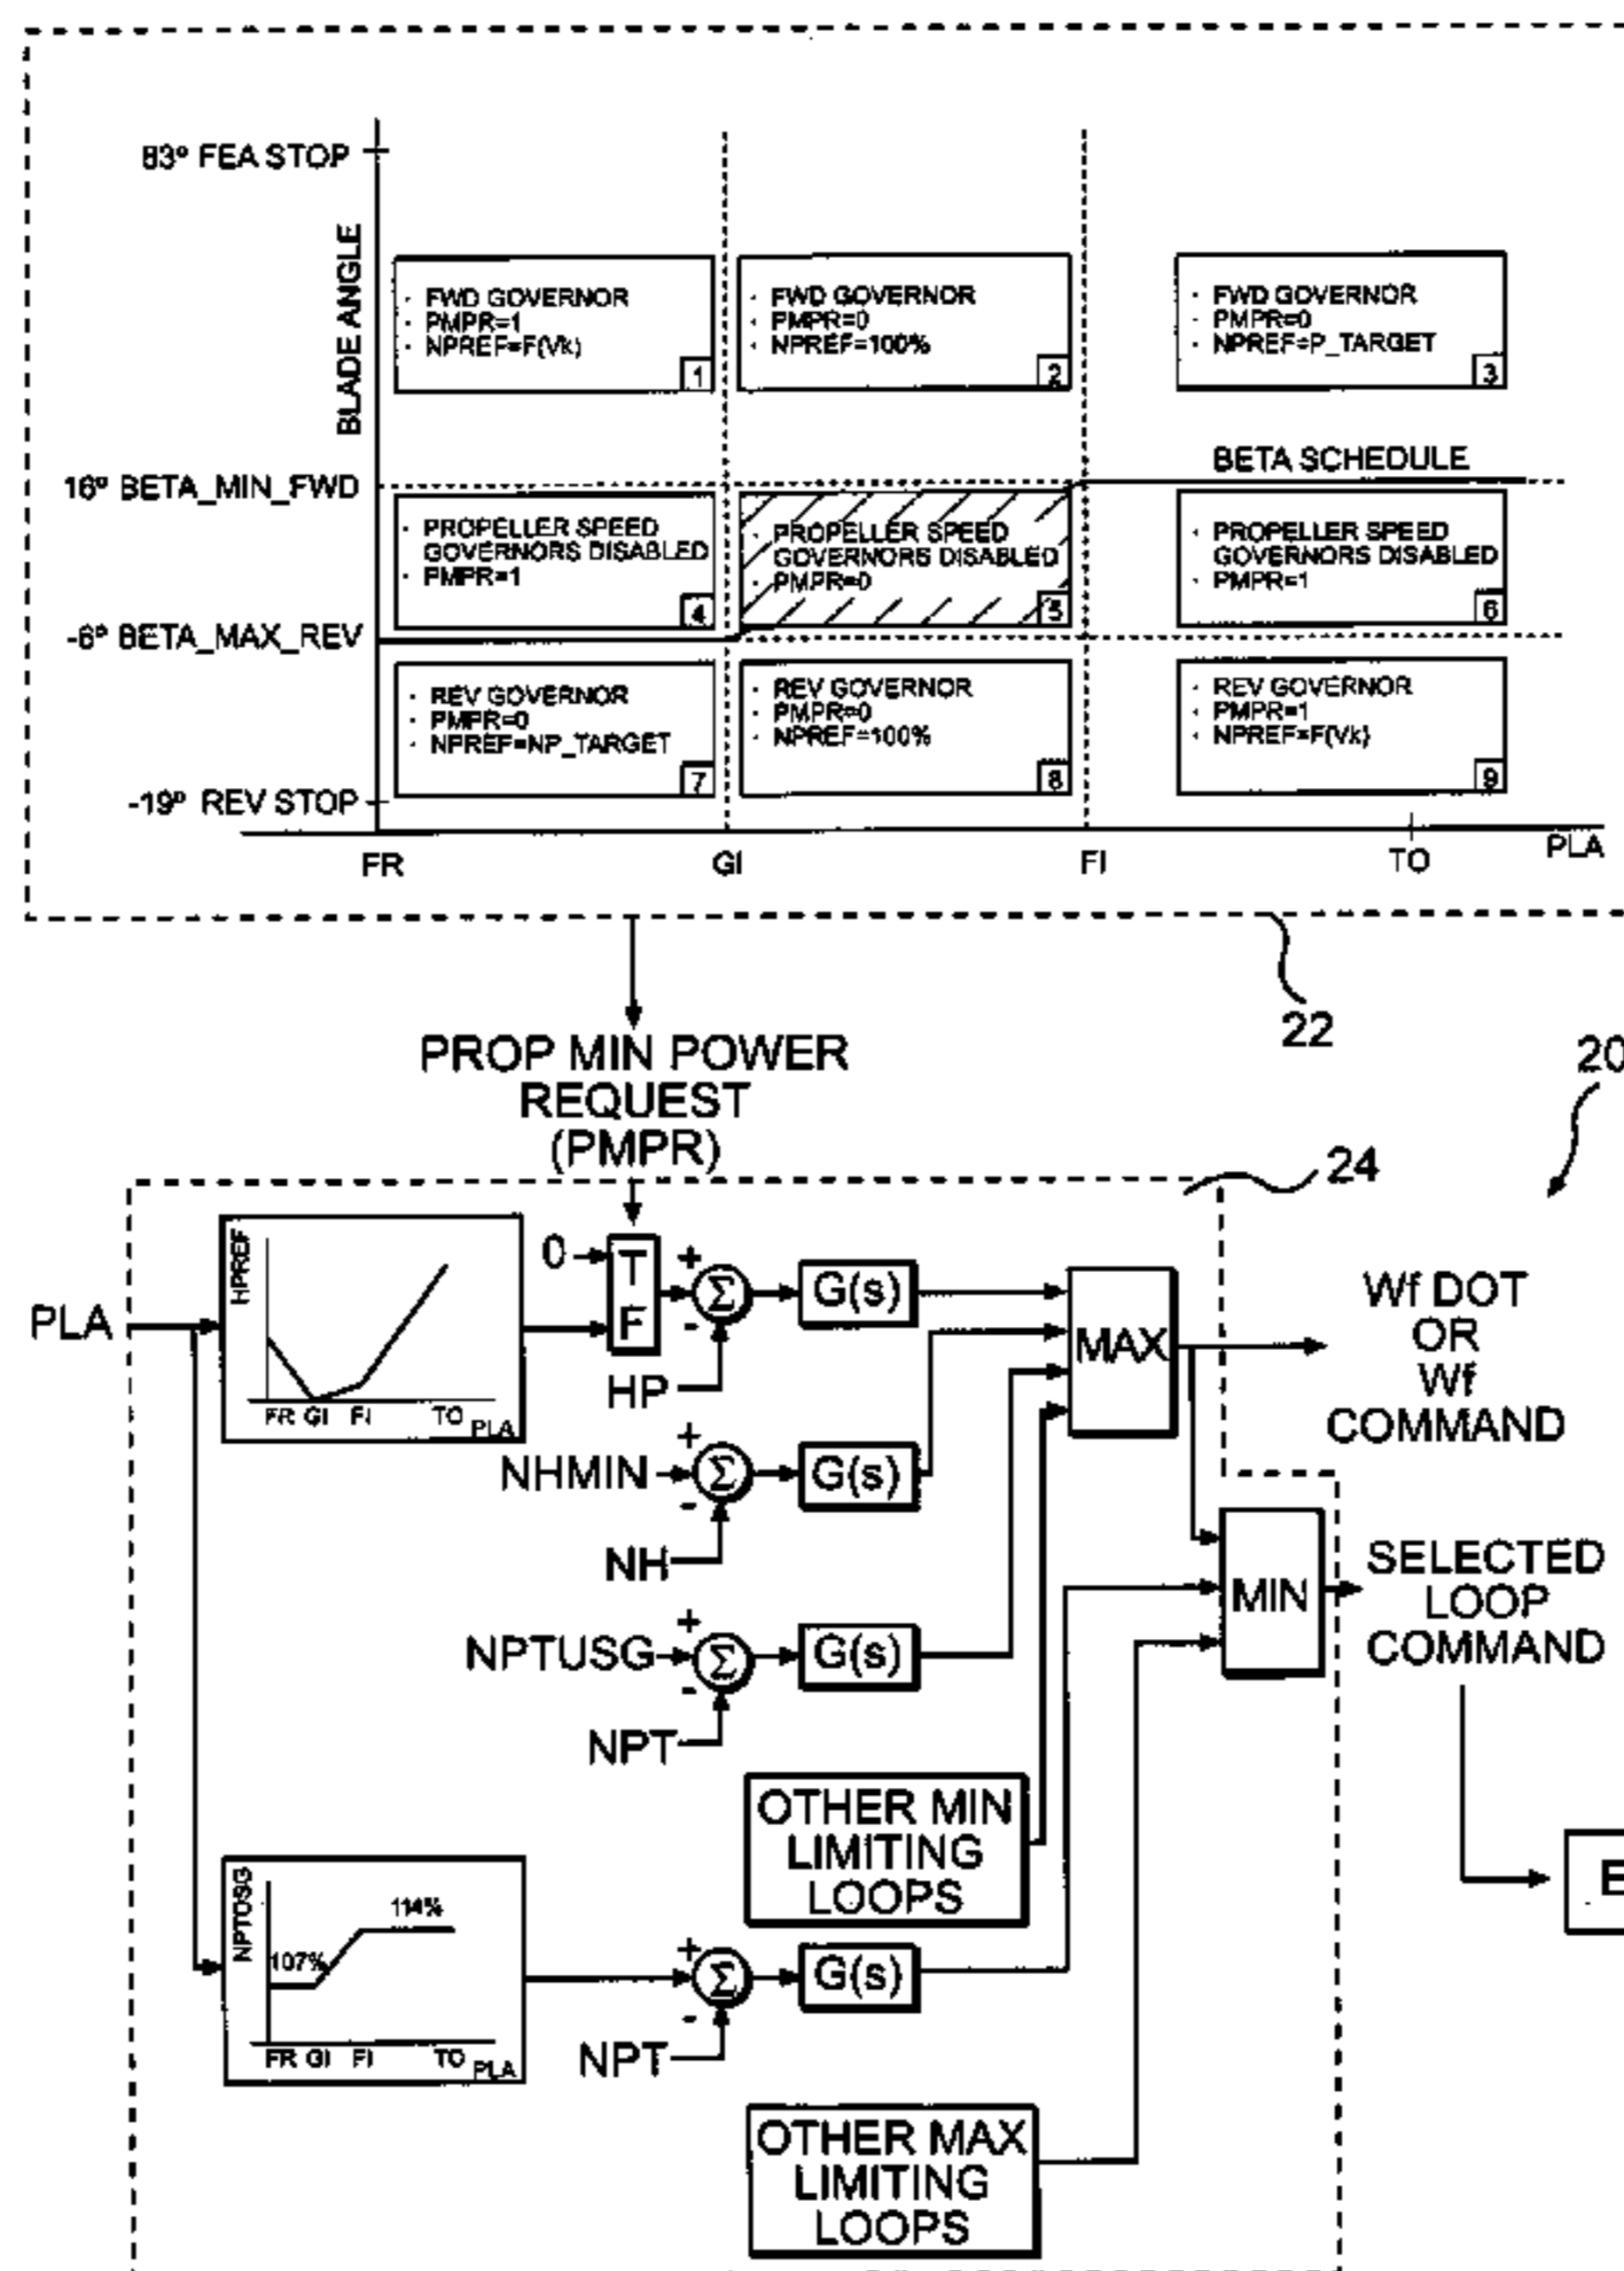 83° FEA STOP
BLADE ANGLE
· FWD GOVERNOR
· PMPR=1
· NPREF=F(Vk)
1
· FWD GOVERNOR
· PMPR=0
· NPREF=100%
2
· FWD GOVERNOR
· PMPR=0
· NPREF=P_TARGET
3
BETA SCHEDULE
16° BETA_MIN_FWD
· PROPELLER SPEED
GOVERNORS DISABLED
· PMPR=1
4
· PROPELLER SPEED
GOVERNORS DISABLED
· PMPR=0
5
· PROPELLER SPEED
GOVERNORS DISABLED
· PMPR=1
6
-6° BETA_MAX_REV
· REV GOVERNOR
· PMPR=0
· NPREF=NP_TARGET
7
· REV GOVERNOR
· PMPR=0
· NPREF=100%
8
· REV GOVERNOR
· PMPR=1
· NPREF=F(Vk)
9
-19° REV STOP
FR GI FI TO PLA
22
20
PROP MIN POWER
REQUEST
(PMPR)
24
PLA
HPREF
FR GI FI TO PLA
0
T
F
+
Σ
-
HP
G(s)
MAX
Wf DOT
OR
Wf
COMMAND
NHMIN
+
Σ
-
NH
G(s)
MIN
SELECTED
LOOP
COMMAND
NPTUSG
+
Σ
-
NPT
G(s)
OTHER MIN
LIMITING
LOOPS
E
NPTOSG
107%
114%
FR GI FI TO PLA
+
Σ
-
NPT
G(s)
OTHER MAX
LIMITING
LOOPS